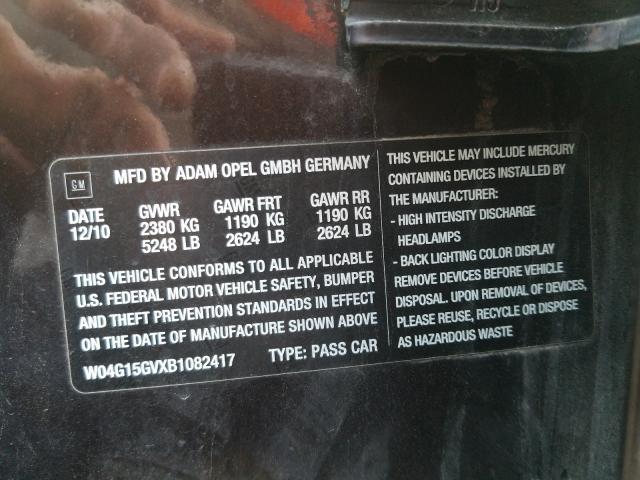 GM
MFD BY ADAM OPEL GMBH GERMANY
DATE GVWR GAWR FRT GAWR RR
12/10 2380 KG 1190 KG 1190 KG
5248 LB 2624 LB 2624 LB
THIS VEHICLE CONFORMS TO ALL APPLICABLE
U.S. FEDERAL MOTOR VEHICLE SAFETY, BUMPER
AND THEFT PREVENTION STANDARDS IN EFFECT
ON THE DATE OF MANUFACTURE SHOWN ABOVE
W04G15GVXB1082417 TYPE: PASS CAR
THIS VEHICLE MAY INCLUDE MERCURY
CONTAINING DEVICES INSTALLED BY
THE MANUFACTURER:
- HIGH INTENSITY DISCHARGE
HEADLAMPS
- BACK LIGHTING COLOR DISPLAY
REMOVE DEVICES BEFORE VEHICLE
DISPOSAL. UPON REMOVAL OF DEVICES,
PLEASE REUSE, RECYCLE OR DISPOSE
AS HAZARDOUS WASTE